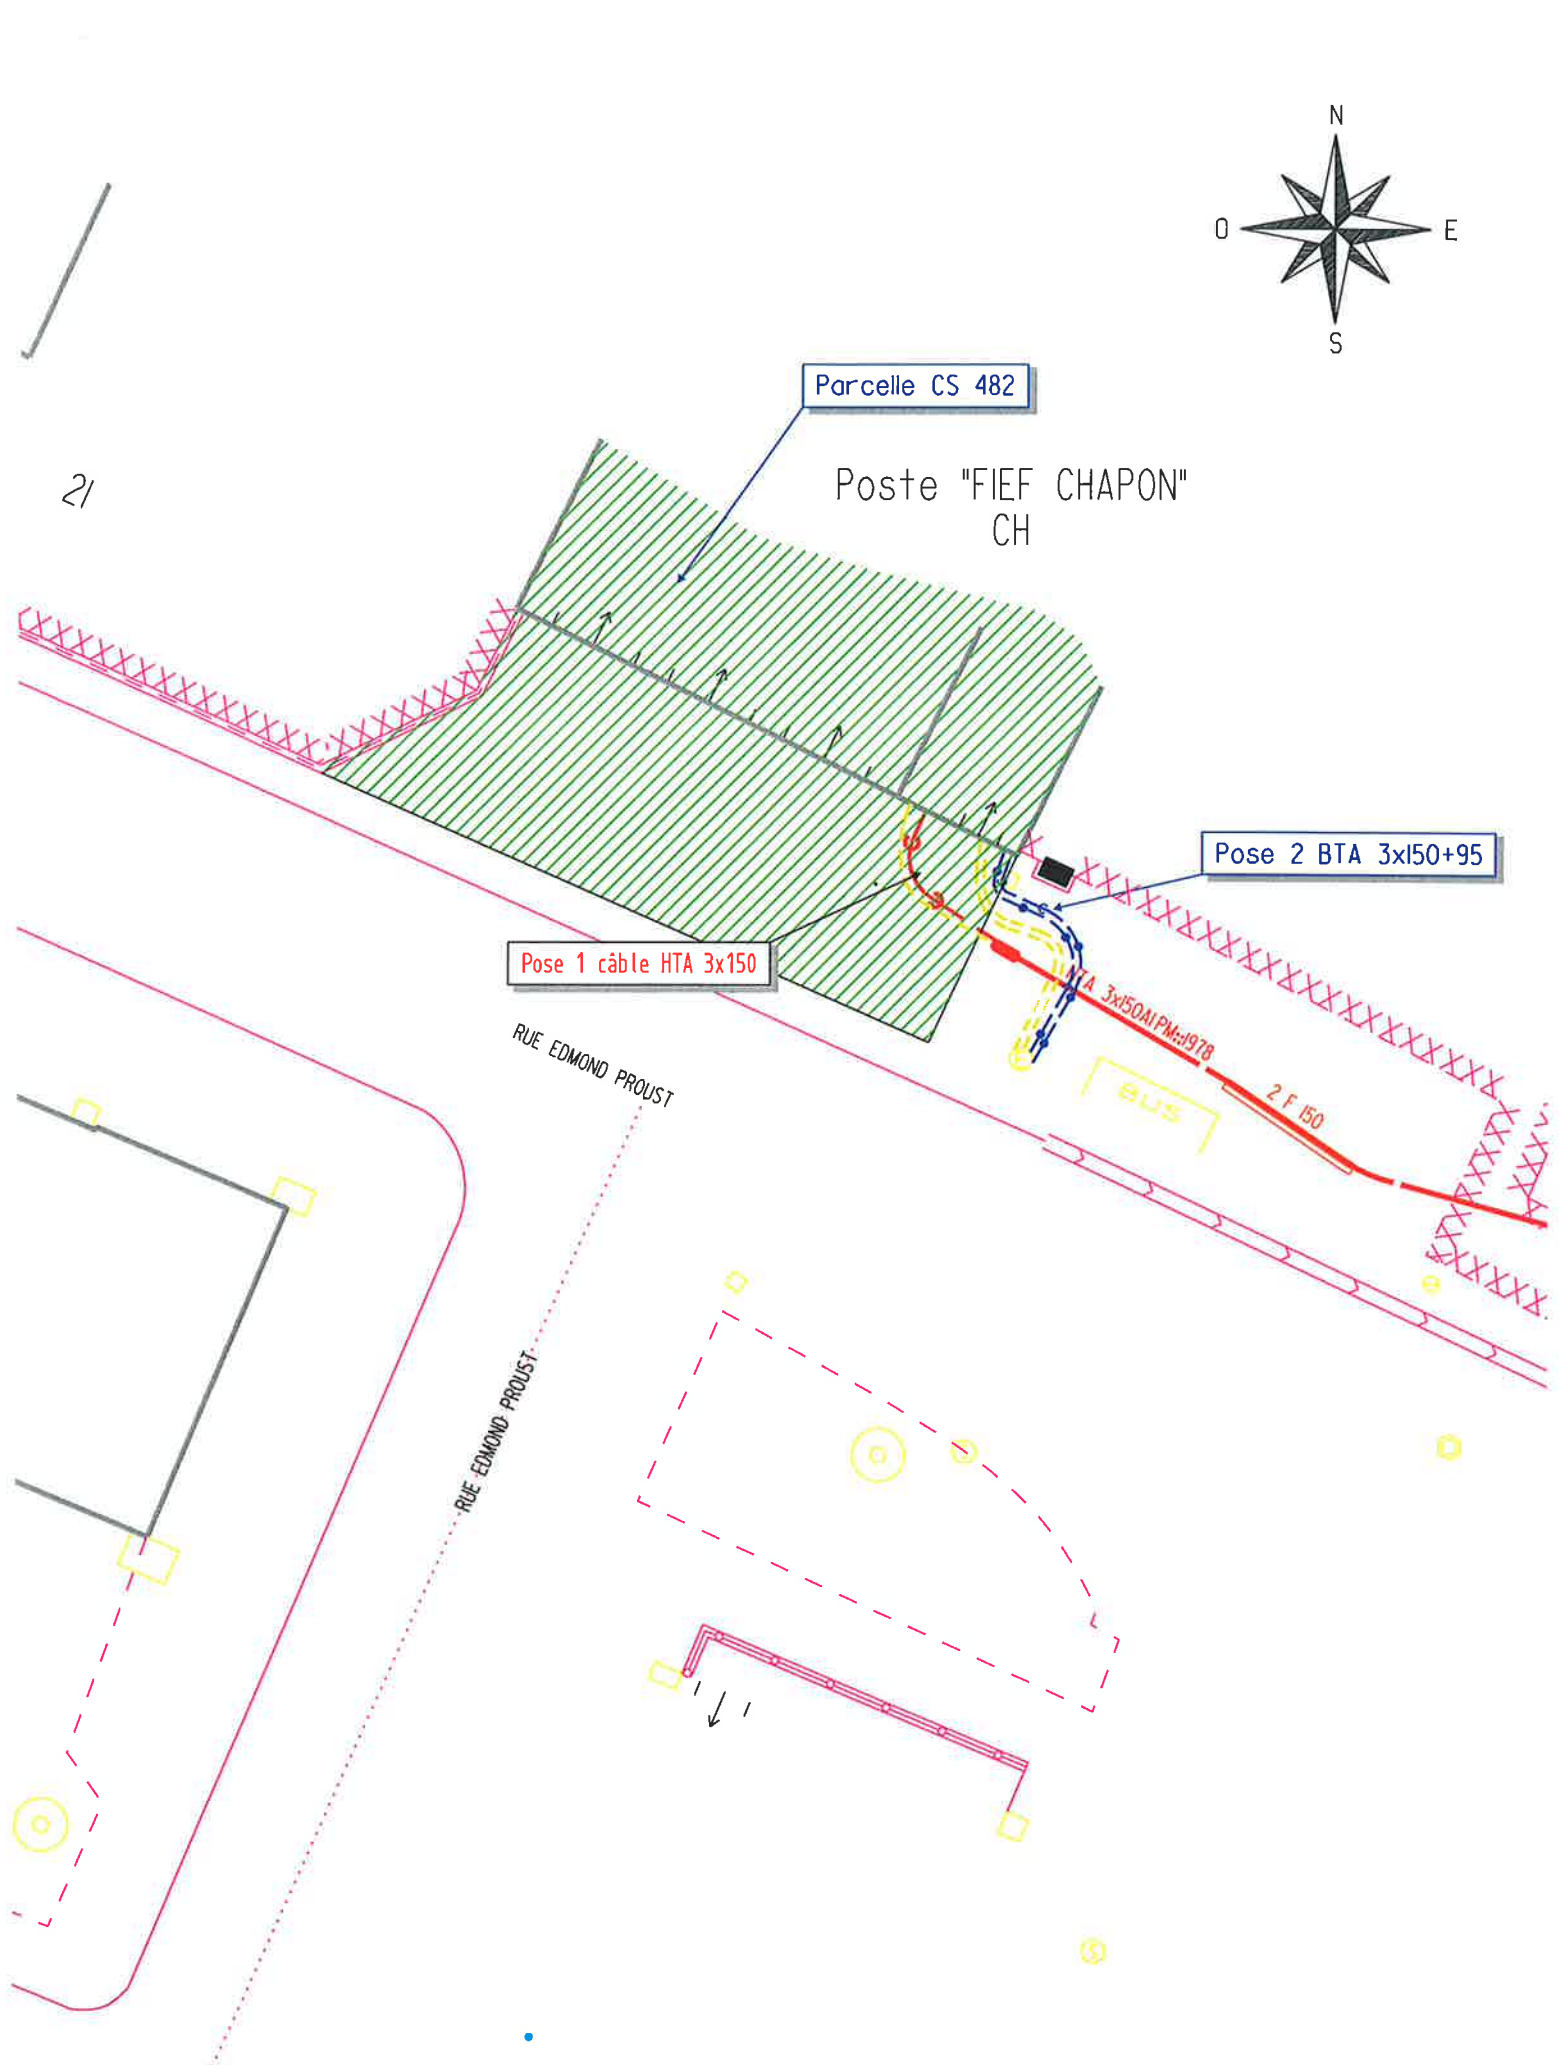 N
O
E
S
Parcelle CS 482
Poste "FIEF CHAPON"
CH
21
Pose 2 BTA 3x150+95
Pose 1 câble HTA 3x150
HTA 3x150Al PM::1978
RUE EDMOND PROUST
2 F 150
BUS
RUE EDMOND PROUST